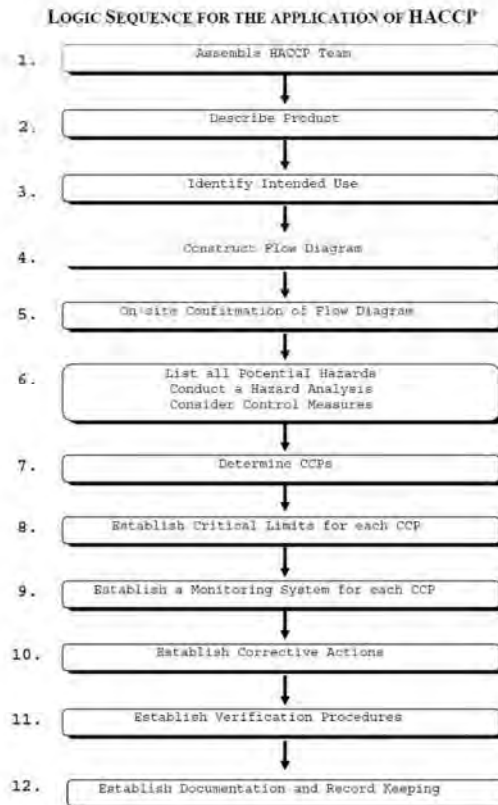 LOGIC SEQUENCE FOR THE APPLICATION OF HACCP
1. Assemble HACCP Team
2. Describe Product
3. Identify Intended Use
4. Construct Flow Diagram
5. On-site Confirmation of Flow Diagram
6. List all Potential Hazards
Conduct a Hazard Analysis
Consider Control Measures
7. Determine CCPs
8. Establish Critical Limits for each CCP
9. Establish a Monitoring System for each CCP
10. Establish Corrective Actions
11. Establish Verification Procedures
12. Establish Documentation and Record Keeping